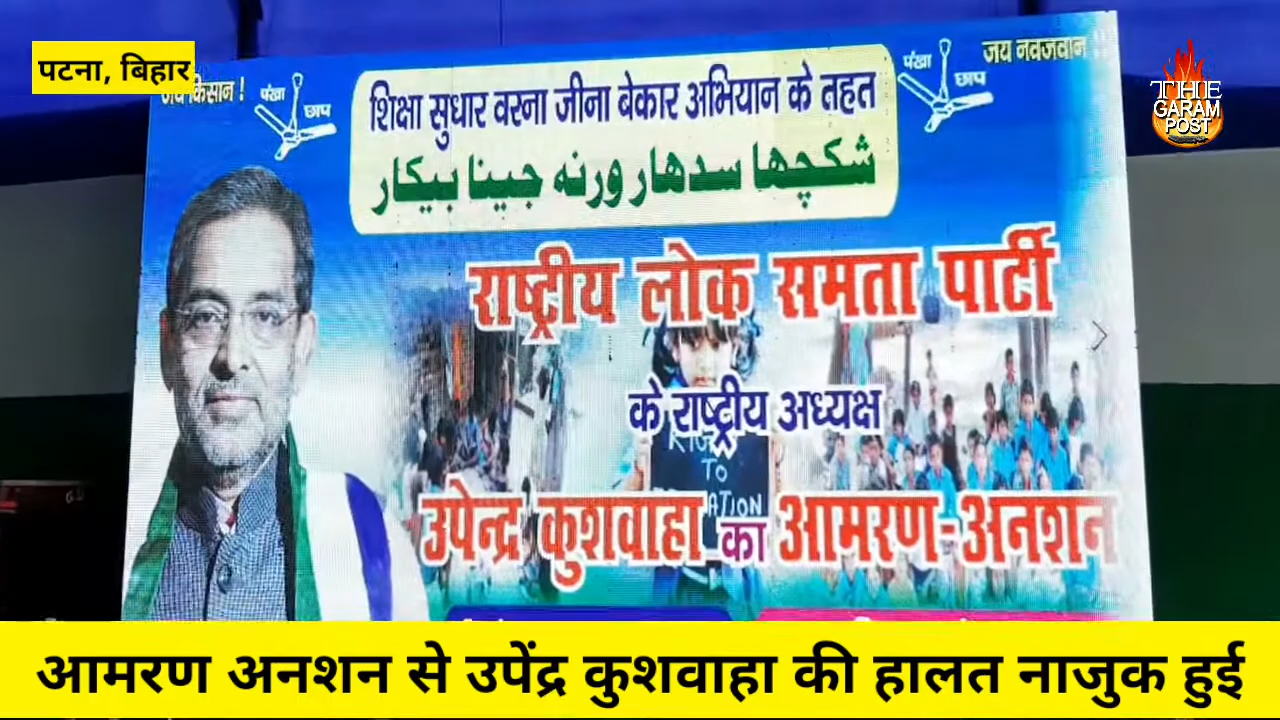 पटना, बिहार
जय किसान !
पंखा
छाप
पंखा
छाप
जय नवजवान !!
THE
GARAM
POST
शिक्षा सुधार वरना जीना बेकार अभियान के तहत
شکچھا سدھار ورنہ جینا بیکار
राष्ट्रीय लोक समता पार्टी
के राष्ट्रीय अध्यक्ष
TO
उपेन्द्र कुशवाहा का आमरण-अनशन
आमरण अनशन से उपेंद्र कुशवाहा की हालत नाजुक हुई